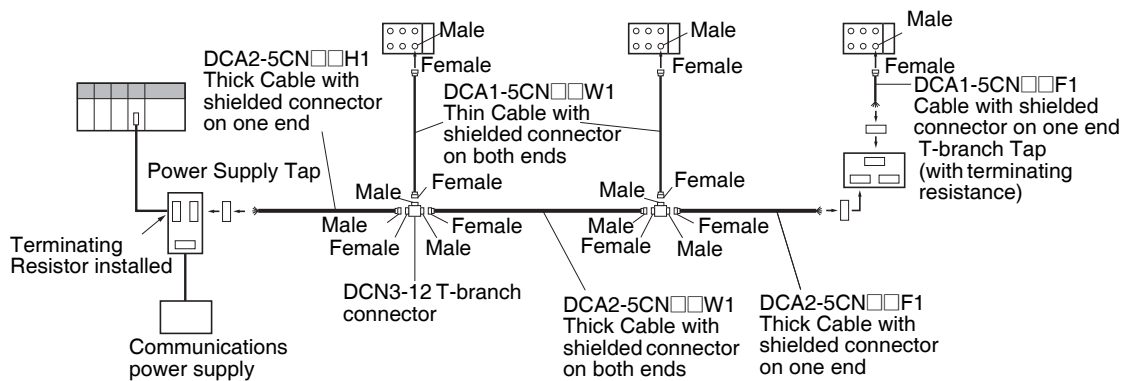 Male
Female
DCA2-5CN□□H1
Thick Cable with
shielded connector
on one end
DCA1-5CN□□W1
Thin Cable with
shielded connector
on both ends
Male
Female
Male
Female
DCA1-5CN□□F1
Cable with shielded
connector on one end
T-branch Tap
(with terminating
resistance)
Power Supply Tap
Male
Female
Male
Female
Male
Female
Female
Male
Male
Female
Female
Male
Terminating
Resistor installed
DCN3-12 T-branch
connector
DCA2-5CN□□W1
Thick Cable with
shielded connector
on both ends
DCA2-5CN□□F1
Thick Cable with
shielded connector
on one end
Communications
power supply